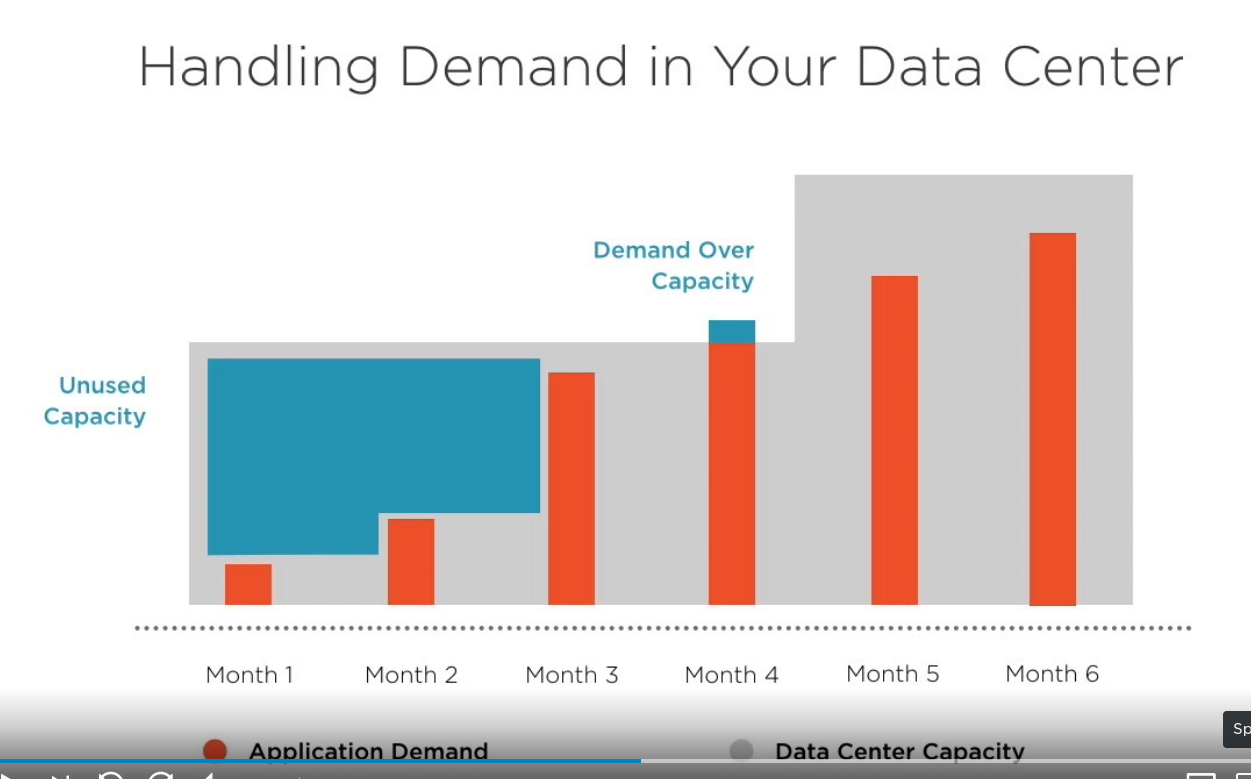 Handling Demand in Your Data Center
Demand Over
Capacity
Unused
Capacity
Month 1
Month 2
Month 3
Month 4
Month 5
Month 6
Application Demand
Data Center Capacity